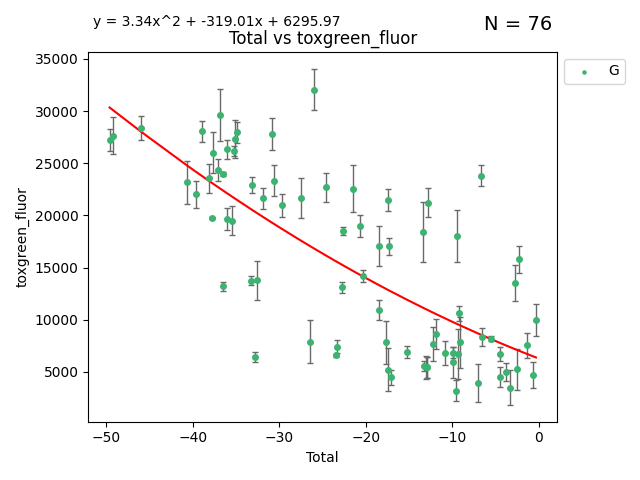 y = 3.34x^2 + -319.01x + 6295.97
N = 76
Total vs toxgreen_fluor
G
35000
30000
25000
20000
15000
10000
5000
toxgreen_fluor
−50 −40 −30 −20 −10 0
Total